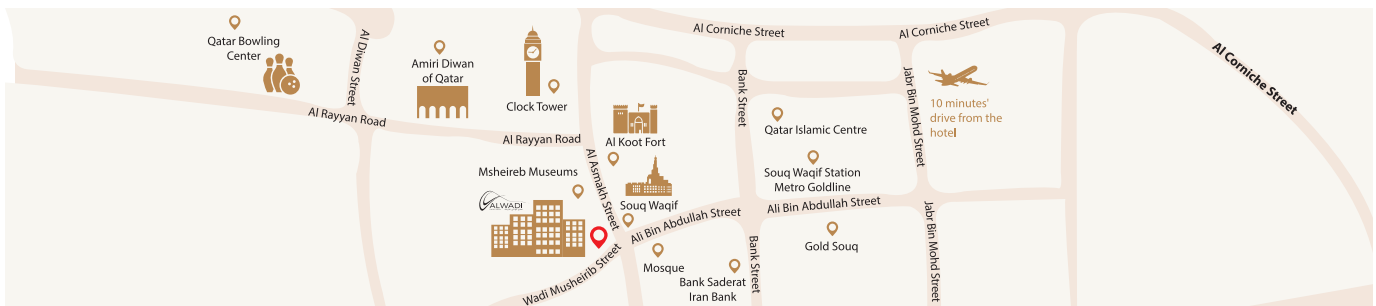 Al Corniche Street
Al Corniche Street
Al Corniche Street
Qatar Bowling
Center
Al Diwan Street
Amiri Diwan
of Qatar
Clock Tower
Bank Street
Jabr Bin Mohd Street
10 minutes'
drive from the
hotel
Al Rayyan Road
Al Rayyan Road
Al Koot Fort
Qatar Islamic Centre
Al Asmakh Street
Msheireb Museums
Souq Waqif Station
Metro Goldline
ALWADI
Souq Waqif
Ali Bin Abdullah Street
Ali Bin Abdullah Street
Jabr Bin Mohd Street
Gold Souq
Wadi Musheirib Street
Mosque
Bank Street
Bank Saderat
Iran Bank